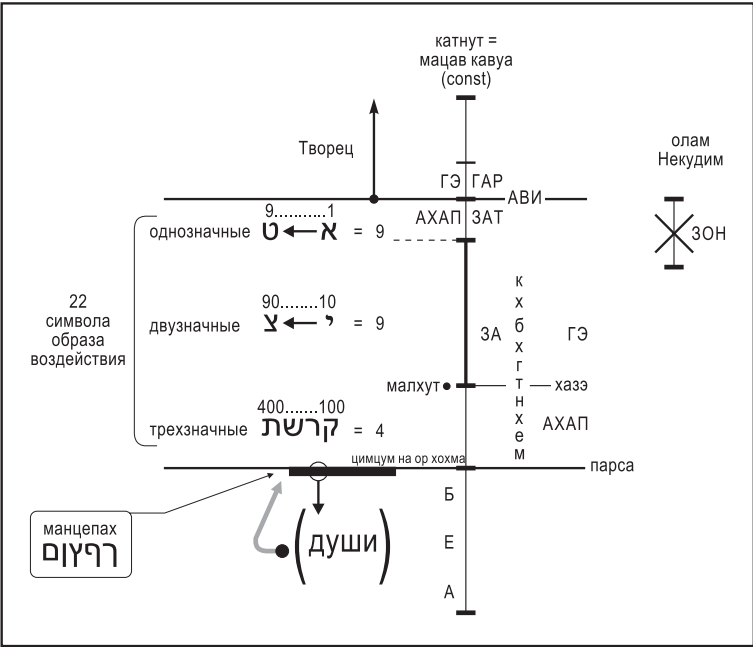 катнут =
мацав кавуа
(const)
Творец
олам
Некудим
ГЭ ГАР
АВИ
АХАП ЗАТ
ЗОН
9...........1
однозначные ט ← א = 9
22
символа
образа
воздействия
90........10
двузначные צ ← י = 9
ЗА
ГЭ
к
х
б
х
г
т
н
х
е
м
малхут
хазэ
АХАП
400.......100
трехзначные קרשת = 4
цимцум на ор хохма
парса
Б
Е
А
манцепах
ךףץןם
(души)